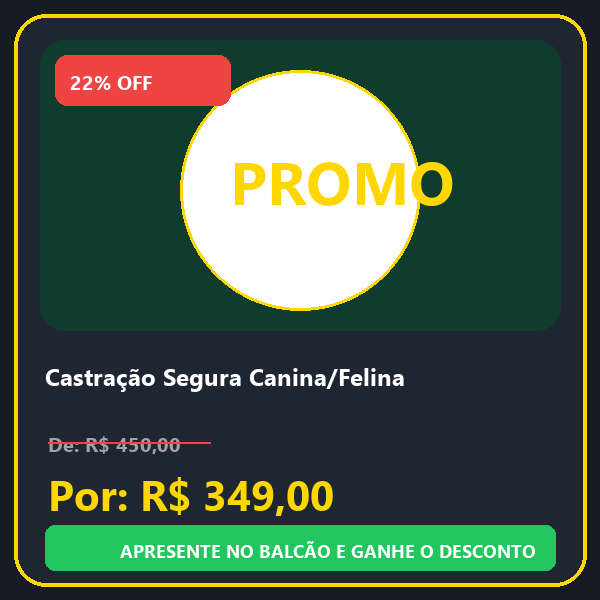 22% OFF
PROMO
Castração Segura Canina/Felina
De: R$ 450,00
Por: R$ 349,00
APRESENTE NO BALCÃO E GANHE O DESCONTO